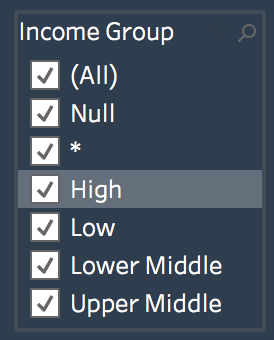 Income Group
(All)
Null
*
High
Low
Lower Middle
Upper Middle